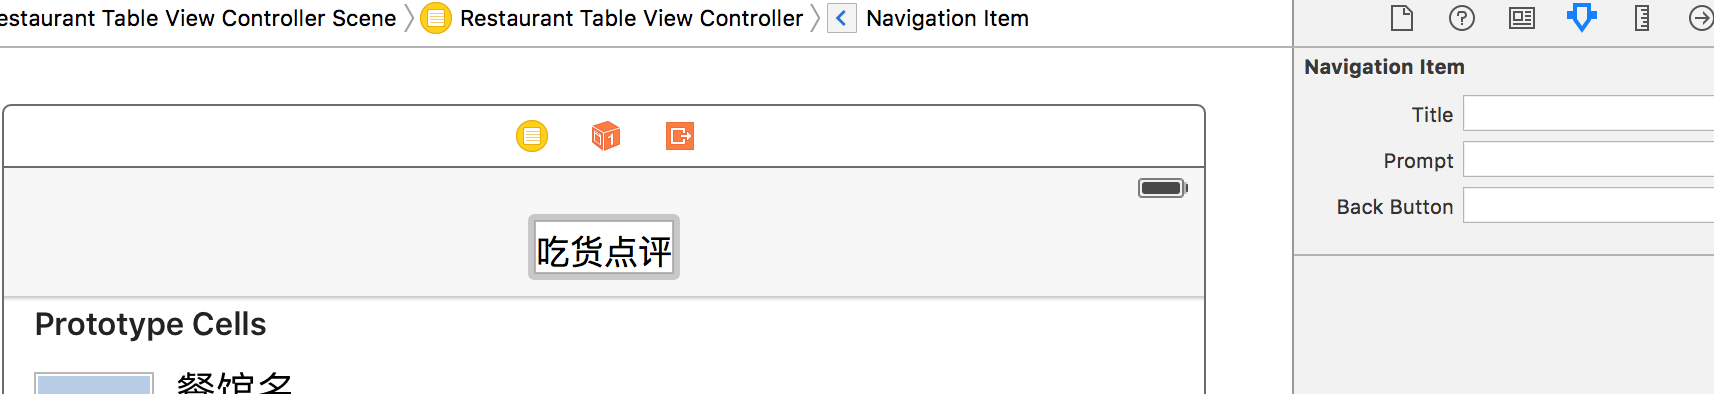 estaurant Table View Controller Scene Restaurant Table View Controller Navigation Item
Navigation Item
Title
Prompt
Back Button
吃货点评
Prototype Cells
餐馆名